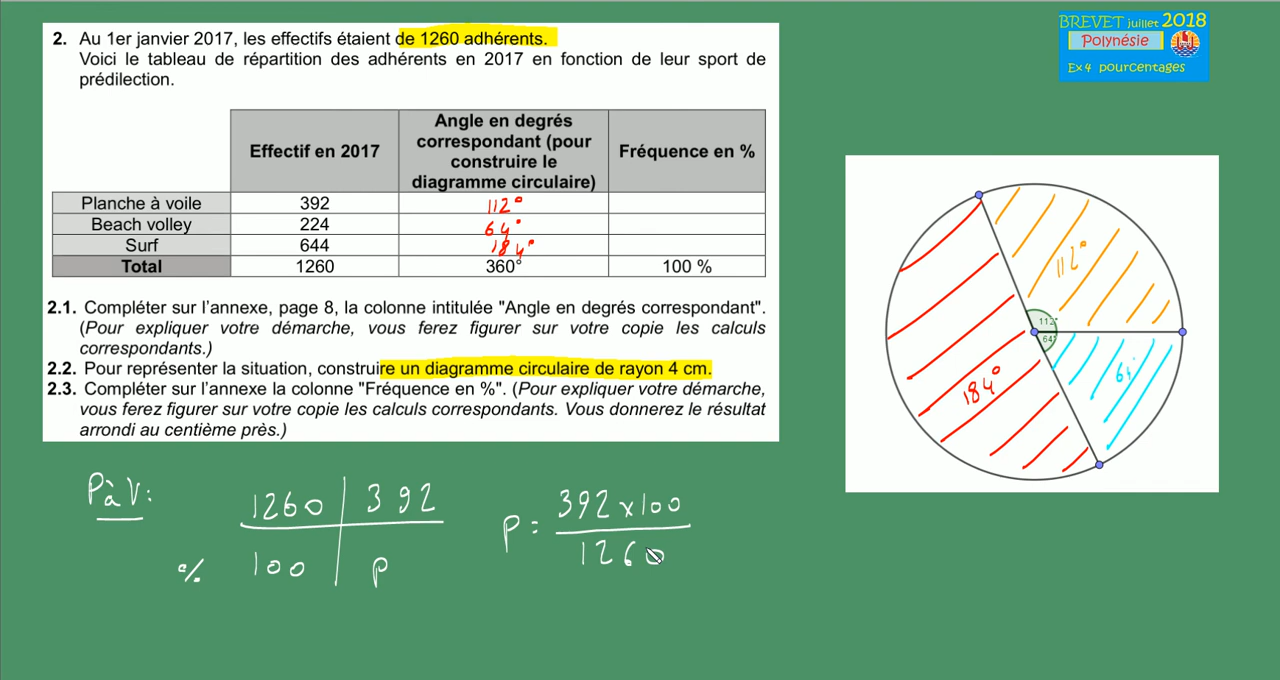 BREVET juillet 2018
Polynésie
Ex 4 pourcentages
2. Au 1er janvier 2017, les effectifs étaient de 1260 adhérents.
Voici le tableau de répartition des adhérents en 2017 en fonction de leur sport de
prédilection.
Effectif en 2017
Angle en degrés
correspondant (pour
construire le
diagramme circulaire)
Fréquence en %
Planche à voile 392 112°
Beach volley 224 64°
Surf 644 184°
Total 1260 360° 100 %
2.1. Compléter sur l'annexe, page 8, la colonne intitulée "Angle en degrés correspondant".
(Pour expliquer votre démarche, vous ferez figurer sur votre copie les calculs
correspondants.)
2.2. Pour représenter la situation, construire un diagramme circulaire de rayon 4 cm.
2.3. Compléter sur l'annexe la colonne "Fréquence en %". (Pour expliquer votre démarche,
vous ferez figurer sur votre copie les calculs correspondants. Vous donnerez le résultat
arrondi au centième près.)
112°
112°
64°
64
184°
P à V :
1260 392
% 100 P
P = 392 x 100
1260